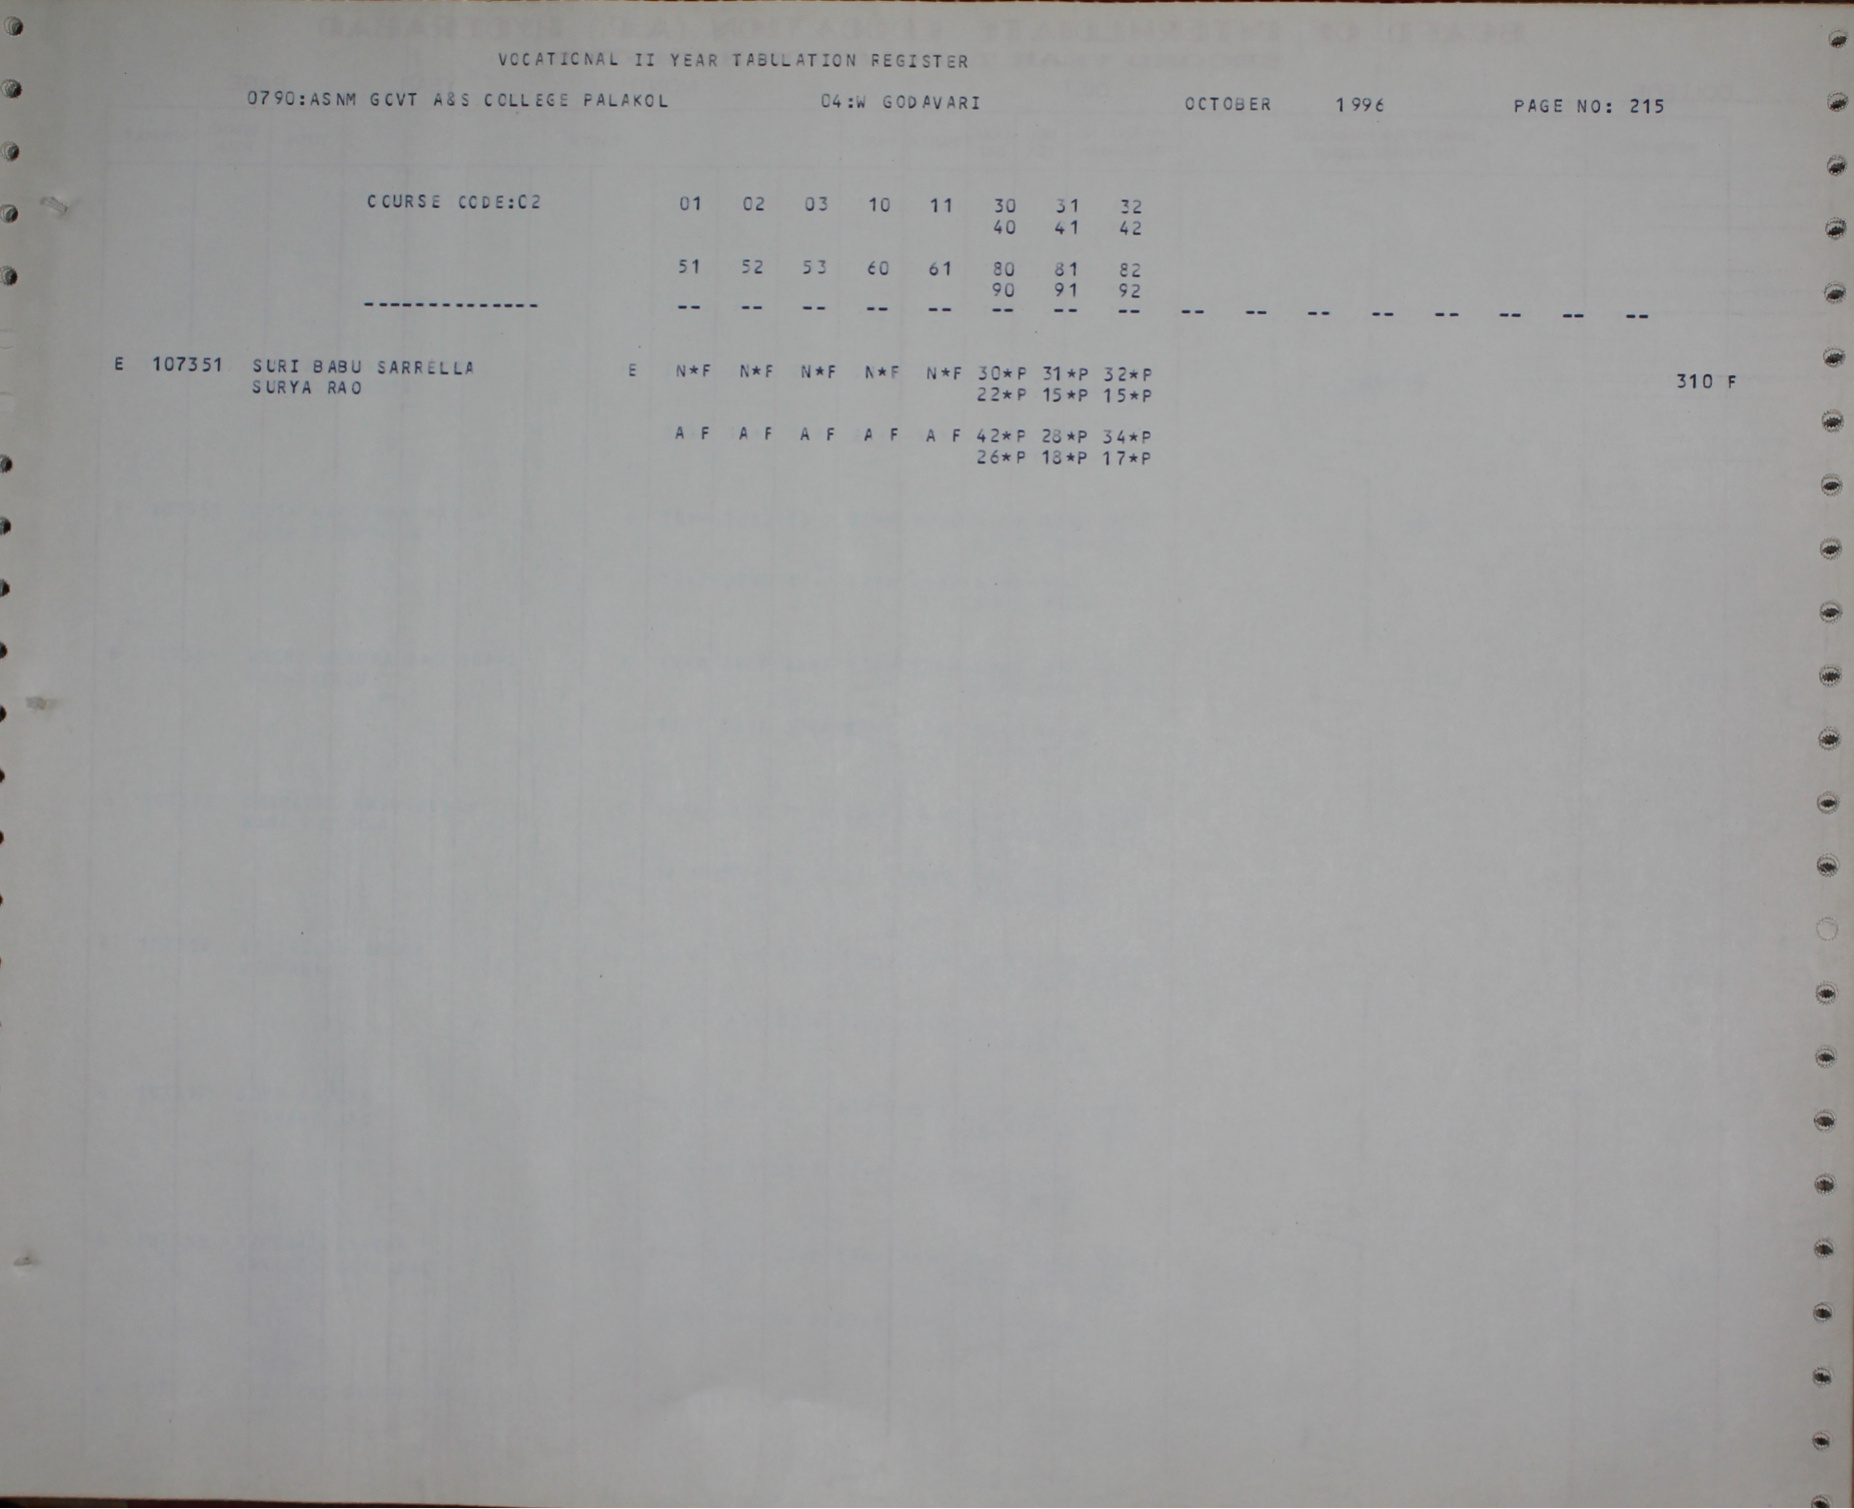 VOCATIONAL II YEAR TABULATION REGISTER
0790:ASNM GOVT A&S COLLEGE PALAKOL 04:W GODAVARI OCTOBER 1996 PAGE NO: 215
COURSE CODE:C2 01 02 03 10 11 30 31 32
40 41 42
51 52 53 60 61 80 81 82
90 91 92
-------------- -- -- -- -- -- -- -- -- -- -- -- -- -- -- -- --
E 107351 SURI BABU SARRELLA E N*F N*F N*F N*F N*F 30*P 31*P 32*P
SURYA RAO 22*P 15*P 15*P 310 F
A F A F A F A F A F 42*P 28*P 34*P
26*P 18*P 17*P